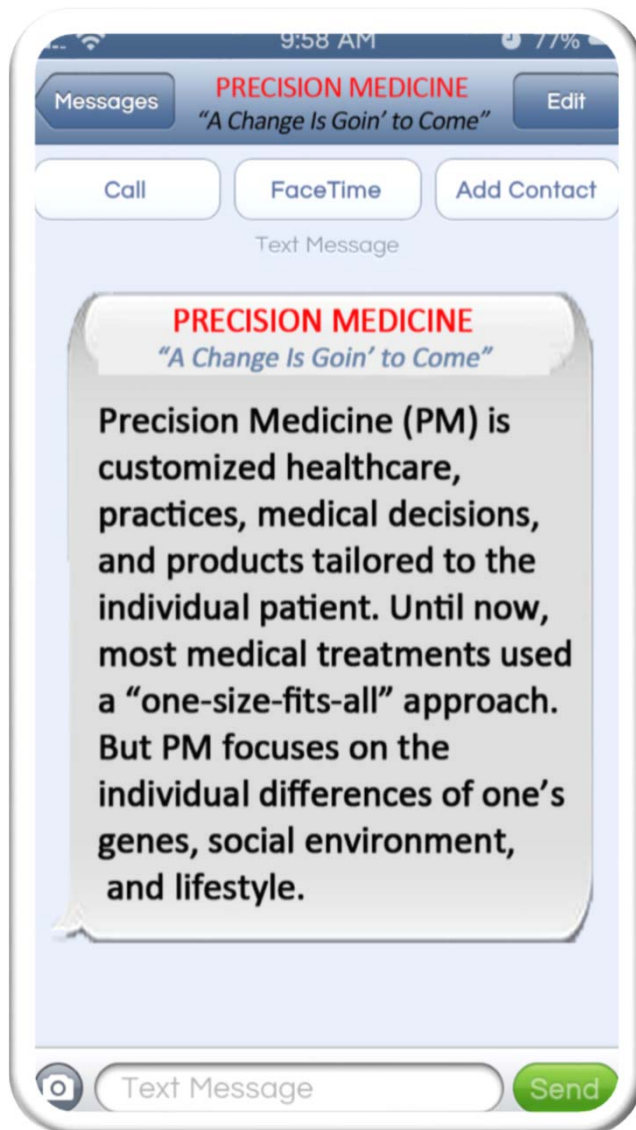 9:58 AM 77%
Messages PRECISION MEDICINE Edit
“A Change Is Goin’ to Come”
Call FaceTime Add Contact
Text Message
PRECISION MEDICINE
“A Change Is Goin’ to Come”
Precision Medicine (PM) is
customized healthcare,
practices, medical decisions,
and products tailored to the
individual patient. Until now,
most medical treatments used
a “one-size-fits-all” approach.
But PM focuses on the
individual differences of one’s
genes, social environment,
and lifestyle.
Text Message Send